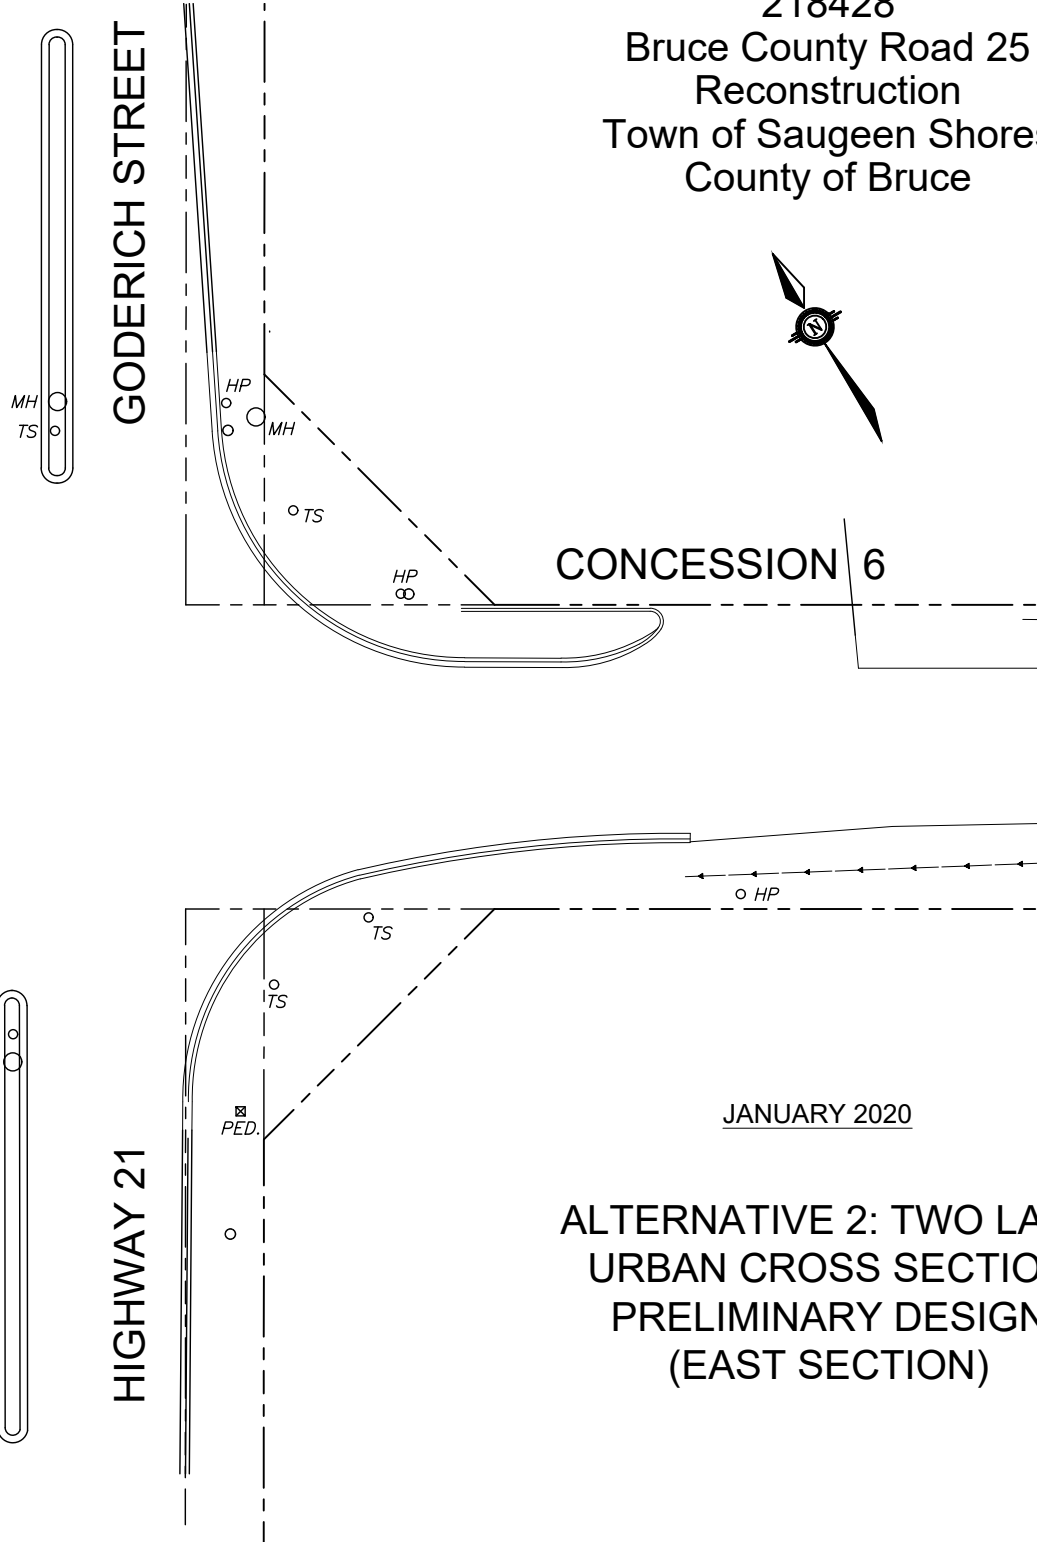 218428
Bruce County Road 25
Reconstruction
Town of Saugeen Shores
County of Bruce
GODERICH STREET
N
HP
MH
MH
TS
TS
HP
CONCESSION 6
HP
TS
TS
PED.
HIGHWAY 21
JANUARY 2020
ALTERNATIVE 2: TWO LA
URBAN CROSS SECTIO
PRELIMINARY DESIGN
(EAST SECTION)